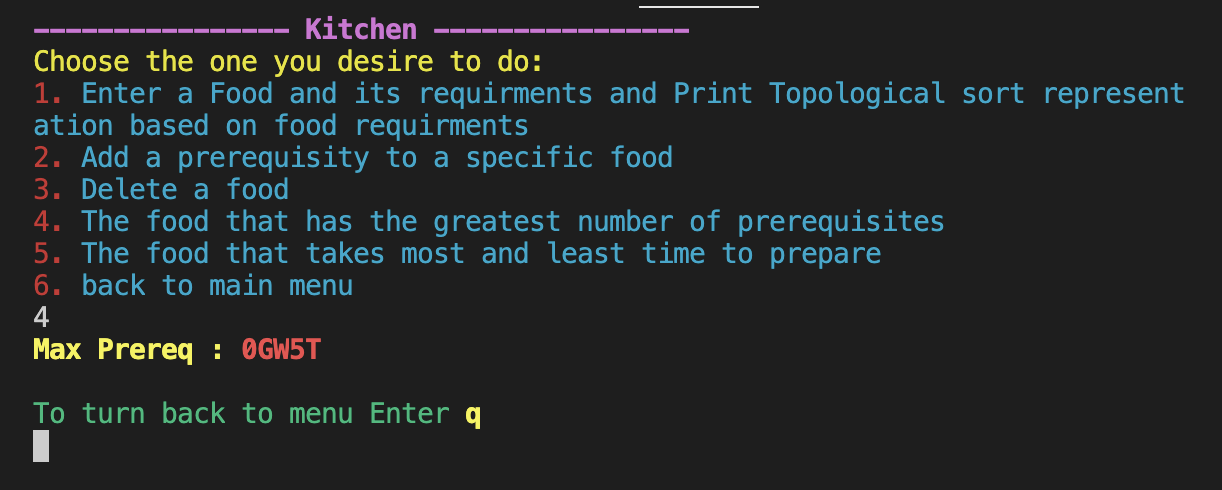 ---------------- Kitchen ----------------
Choose the one you desire to do:
1. Enter a Food and its requirments and Print Topological sort represent
ation based on food requirments
2. Add a prerequisity to a specific food
3. Delete a food
4. The food that has the greatest number of prerequisites
5. The food that takes most and least time to prepare
6. back to main menu
4
Max Prereq : 0GW5T
To turn back to menu Enter q